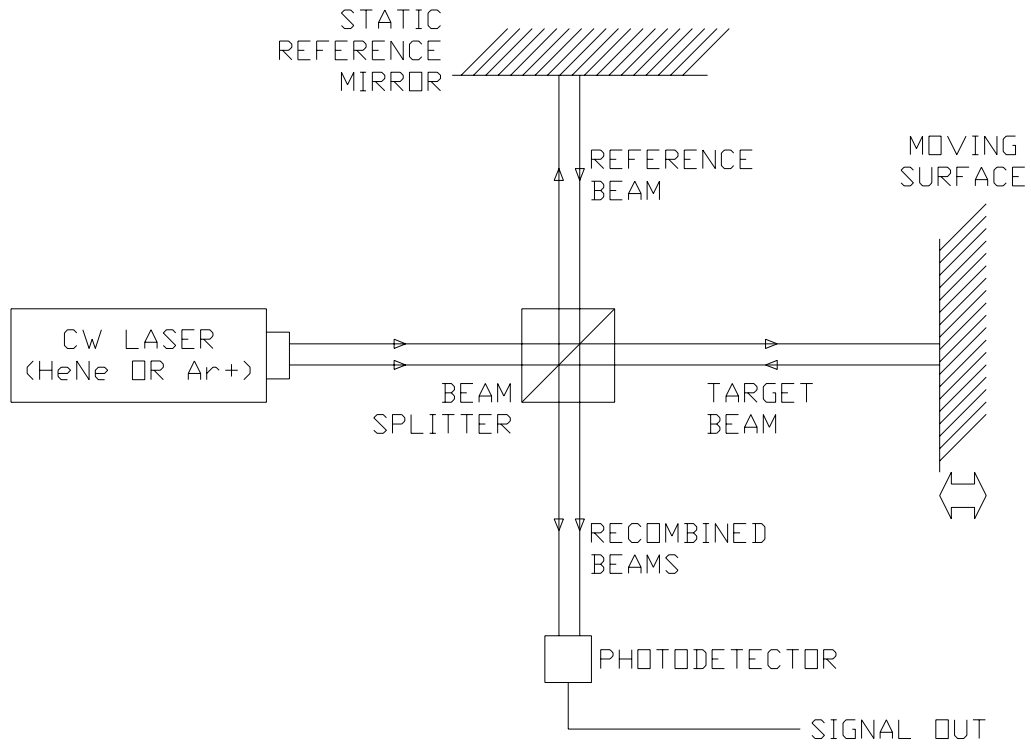 STATIC
REFERENCE
MIRROR
MOVING
SURFACE
REFERENCE
BEAM
CW LASER
(HeNe OR Ar+)
BEAM
SPLITTER
TARGET
BEAM
RECOMBINED
BEAMS
PHOTODETECTOR
SIGNAL OUT